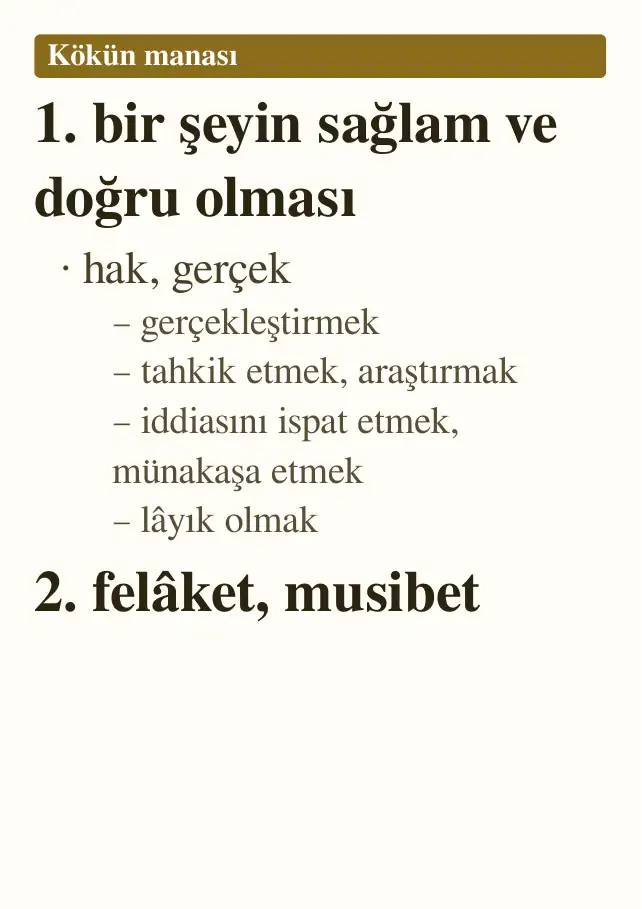 Kökün manası
1. bir şeyin sağlam ve
doğru olması
· hak, gerçek
– gerçekleştirmek
– tahkik etmek, araştırmak
– iddiasını ispat etmek,
münakaşa etmek
– lâyık olmak
2. felâket, musibet